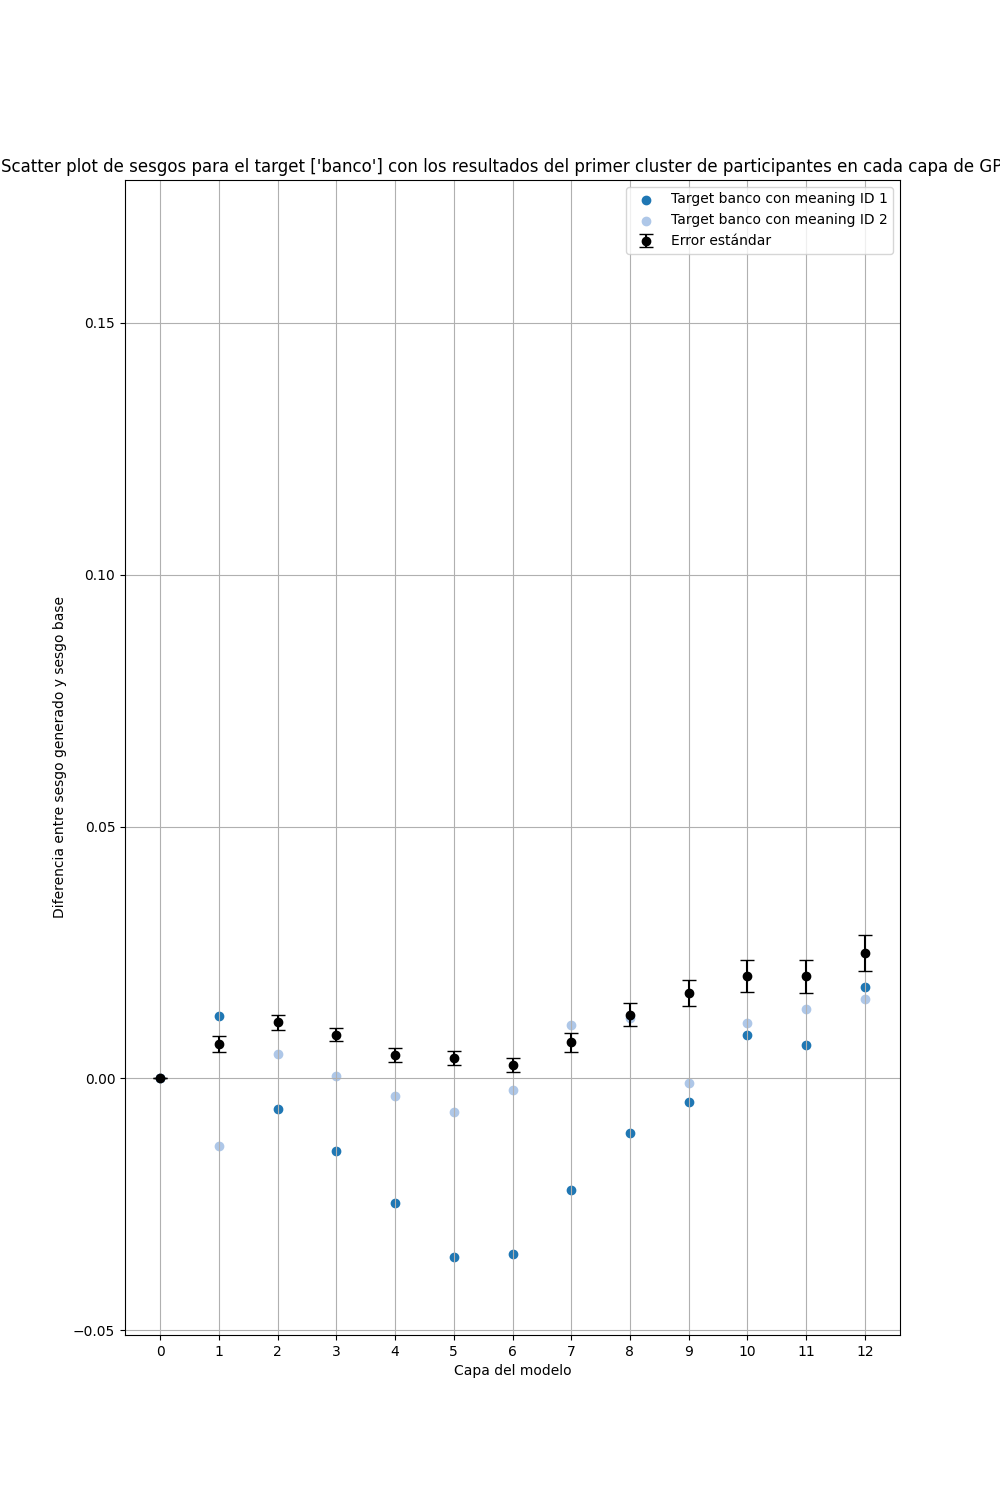 Scatter plot de sesgos para el target ['banco'] con los resultados del primer cluster de participantes en cada capa de GP
Target banco con meaning ID 1
Target banco con meaning ID 2
Error estándar
0.15
0.10
0.05
0.00
−0.05
Diferencia entre sesgo generado y sesgo base
0 1 2 3 4 5 6 7 8 9 10 11 12
Capa del modelo